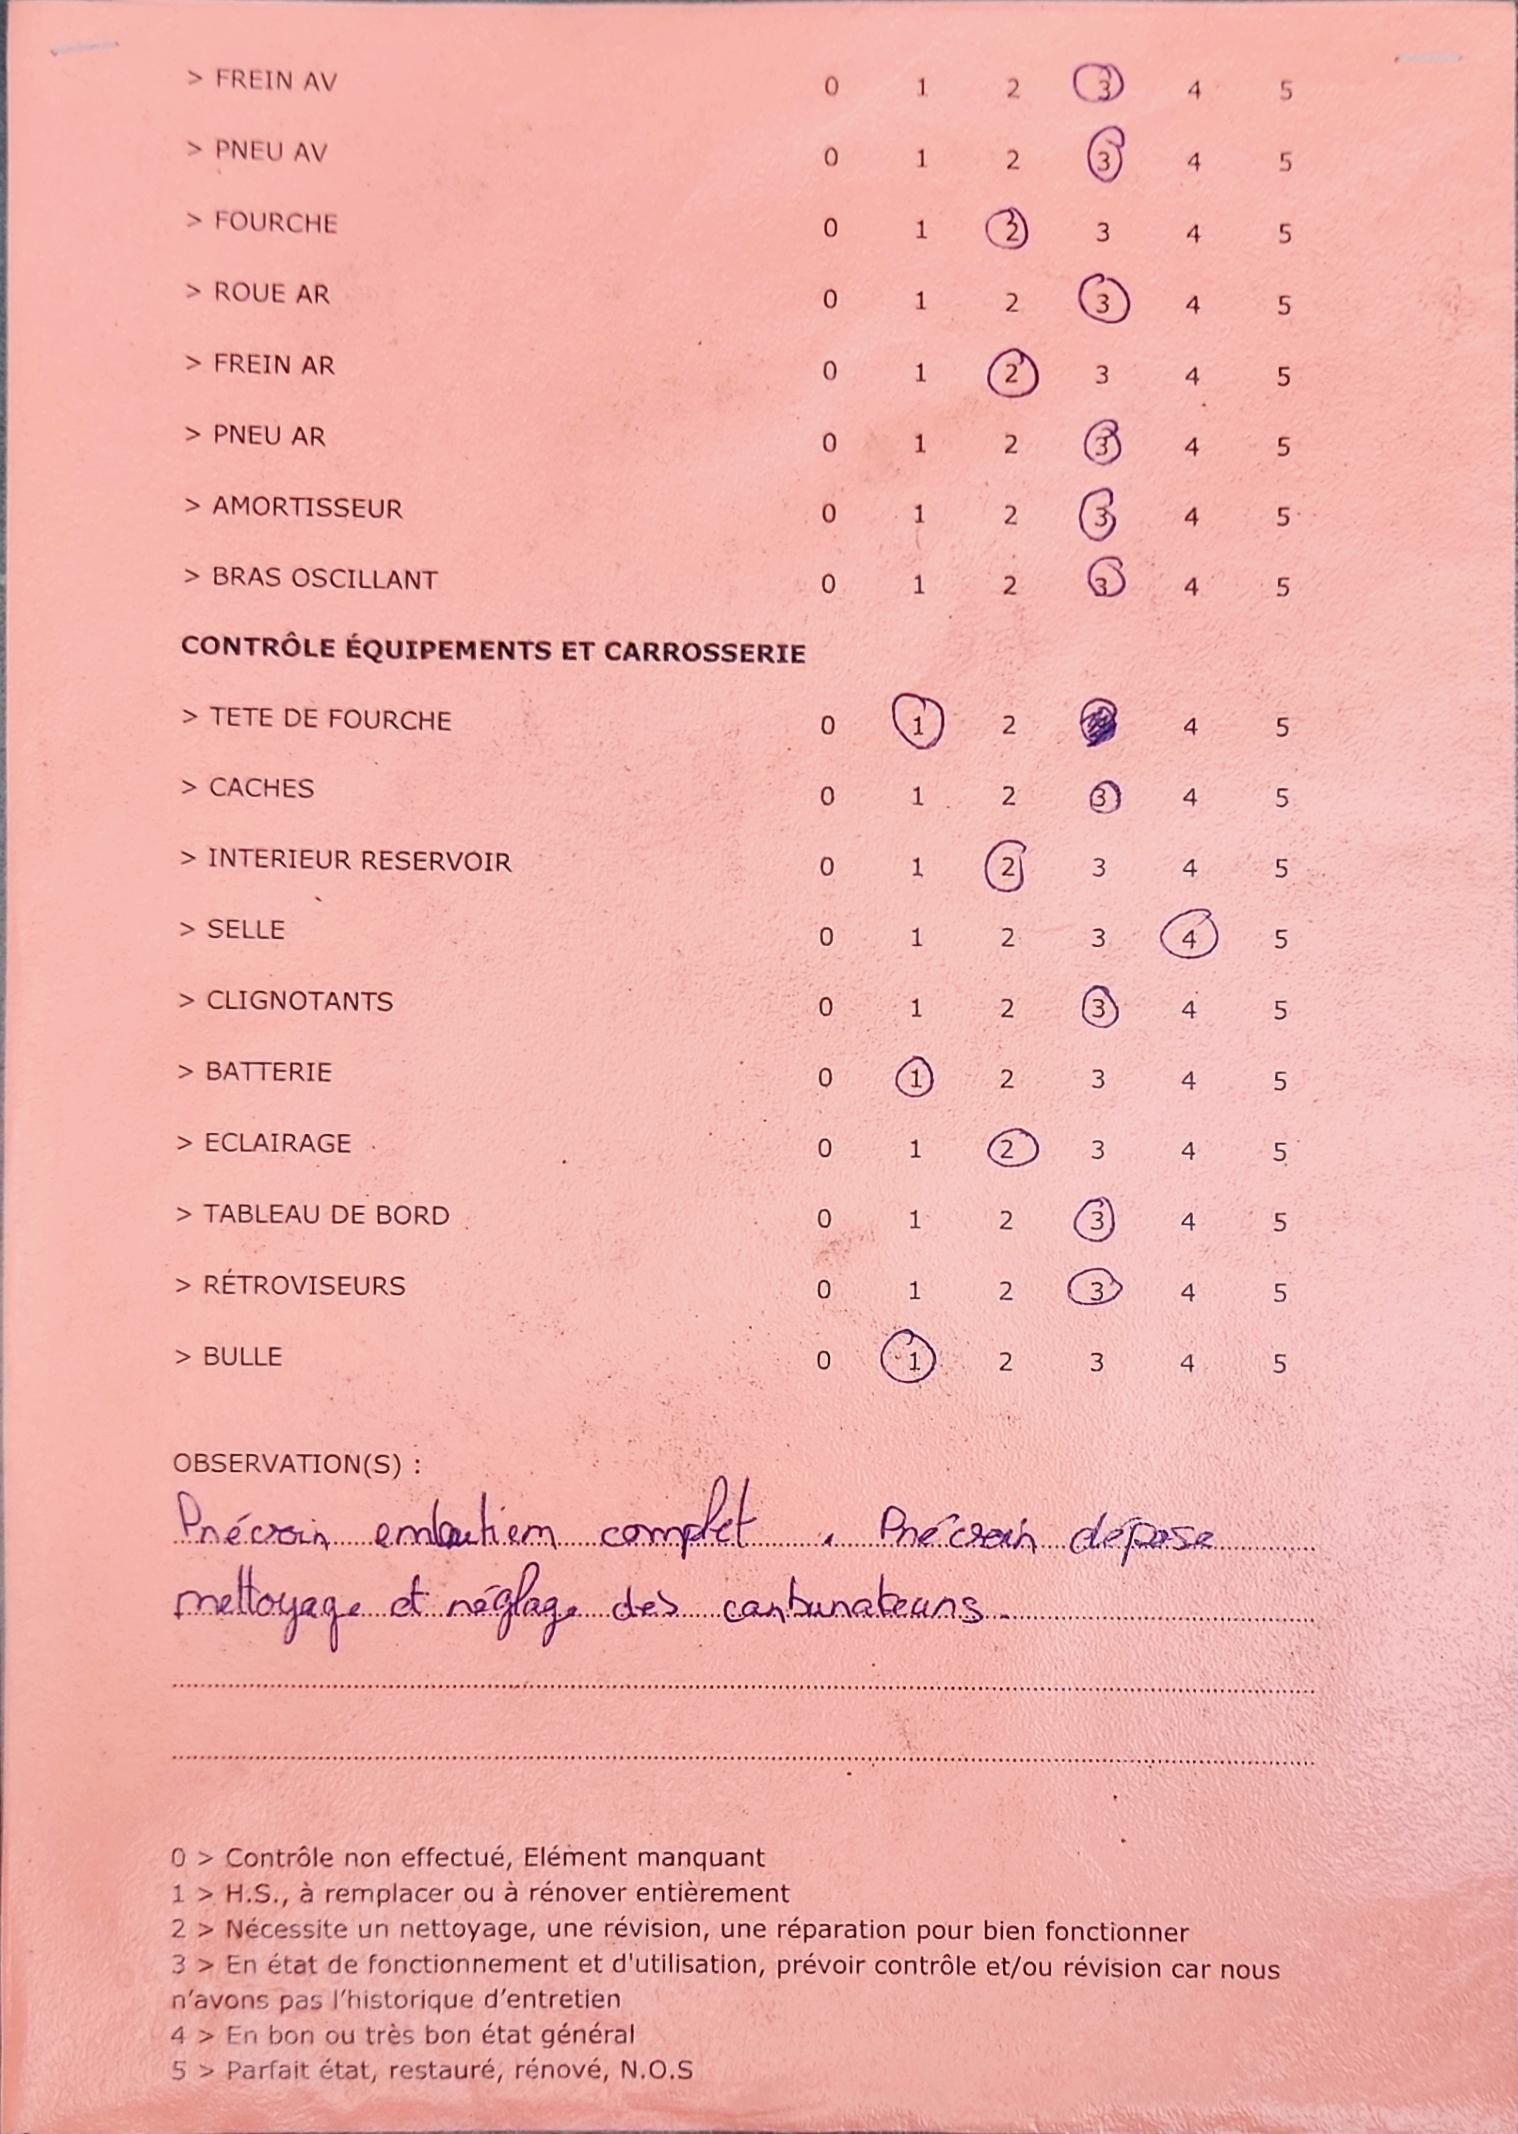 > FREIN AV 0 1 2 3 4 5
> PNEU AV 0 1 2 3 4 5
> FOURCHE 0 1 2 3 4 5
> ROUE AR 0 1 2 3 4 5
> FREIN AR 0 1 2 3 4 5
> PNEU AR 0 1 2 3 4 5
> AMORTISSEUR 0 1 2 3 4 5
> BRAS OSCILLANT 0 1 2 3 4 5
CONTRÔLE ÉQUIPEMENTS ET CARROSSERIE
> TETE DE FOURCHE 0 1 2 4 5
> CACHES 0 1 2 3 4 5
> INTERIEUR RESERVOIR 0 1 2 3 4 5
> SELLE 0 1 2 3 4 5
> CLIGNOTANTS 0 1 2 3 4 5
> BATTERIE 0 1 2 3 4 5
> ECLAIRAGE 0 1 2 3 4 5
> TABLEAU DE BORD 0 1 2 3 4 5
> RÉTROVISEURS 0 1 2 3 4 5
> BULLE 0 1 2 3 4 5
OBSERVATION(S) :
complet. dépose
nettoyage et réglage des carburateurs.
0 > Contrôle non effectué, Elément manquant
1 > H.S., à remplacer ou à rénover entièrement
2 > Nécessite un nettoyage, une révision, une réparation pour bien fonctionner
3 > En état de fonctionnement et d'utilisation, prévoir contrôle et/ou révision car nous
n'avons pas l'historique d'entretien
4 > En bon ou très bon état général
5 > Parfait état, restauré, rénové, N.O.S